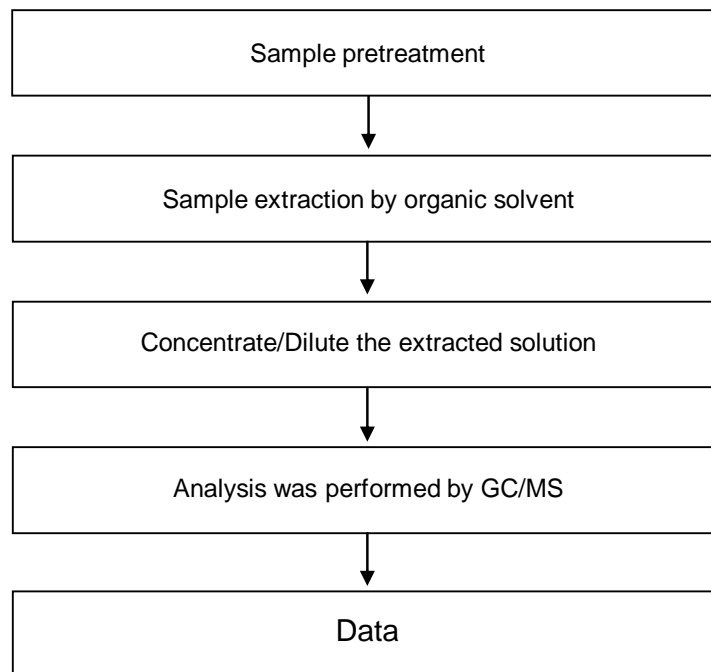 Sample pretreatment
Sample extraction by organic solvent
Concentrate/Dilute the extracted solution
Analysis was performed by GC/MS
Data